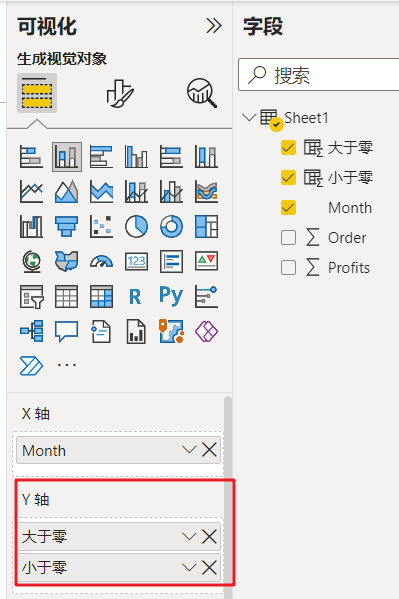 可视化
生成视觉对象
123
R
Py
X 轴
Month
Y 轴
大于零
小于零
字段
搜索
Sheet1
大于零
小于零
Month
Order
Profits